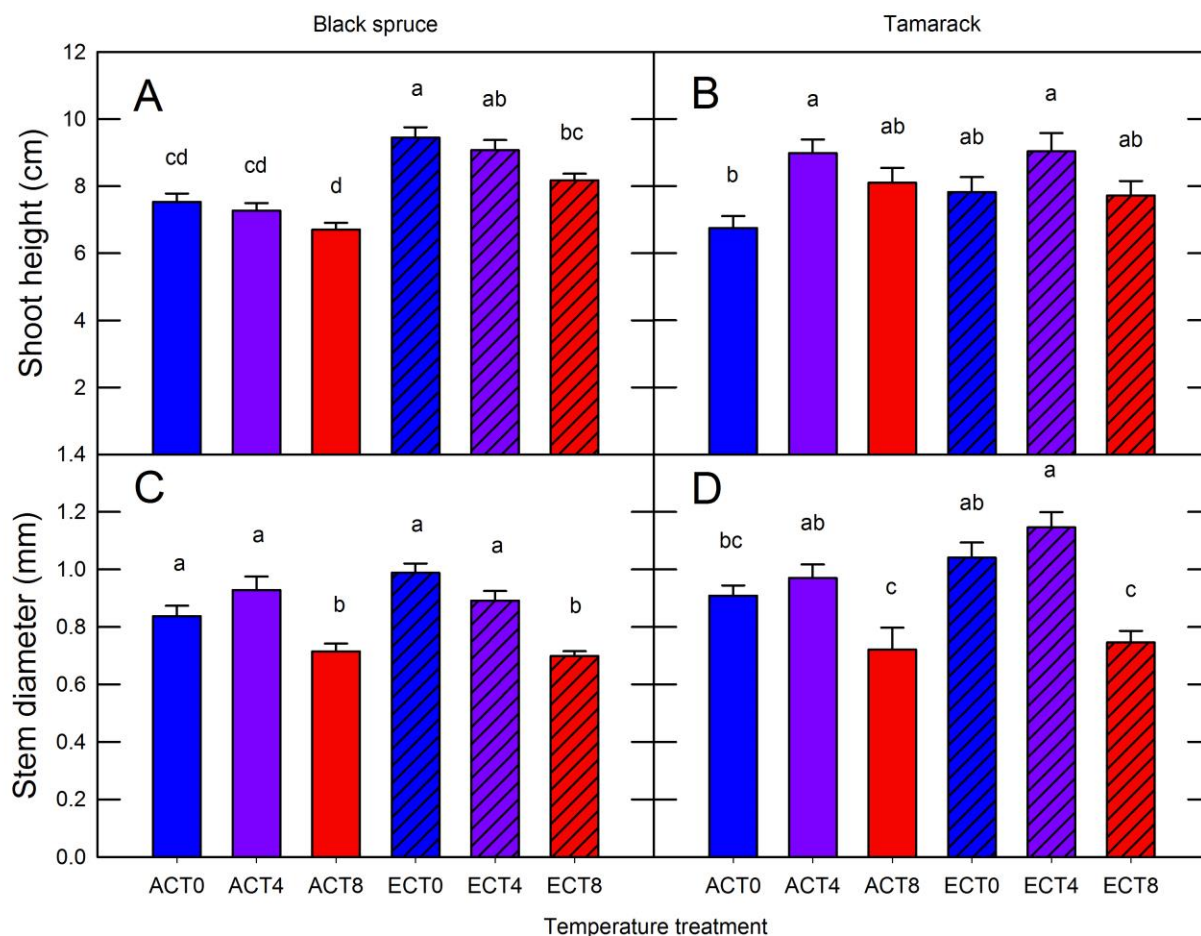 Black spruce Tamarack
12
10
8
6
4
2
1.4
Shoot height (cm)
A
cd cd d a ab bc
B
b a ab ab a ab
1.2
1.0
0.8
0.6
0.4
0.2
0.0
Stem diameter (mm)
C
a a b a a b
D
bc ab c ab a c
ACT0 ACT4 ACT8 ECT0 ECT4 ECT8 ACT0 ACT4 ACT8 ECT0 ECT4 ECT8
Temperature treatment